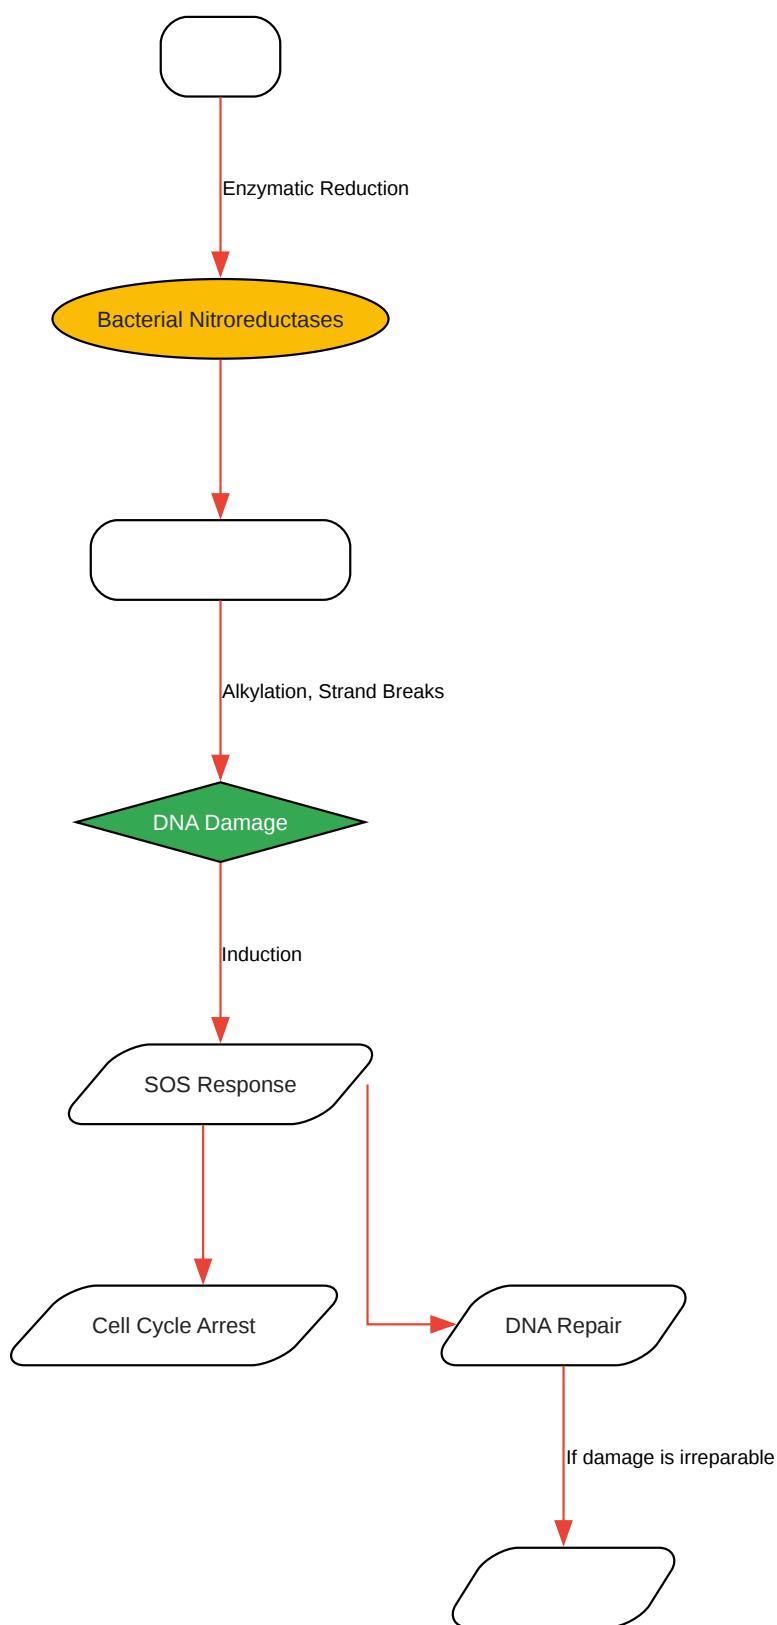 Enzymatic Reduction
Bacterial Nitroreductases
Alkylation, Strand Breaks
DNA Damage
Induction
SOS Response
Cell Cycle Arrest
DNA Repair
If damage is irreparable